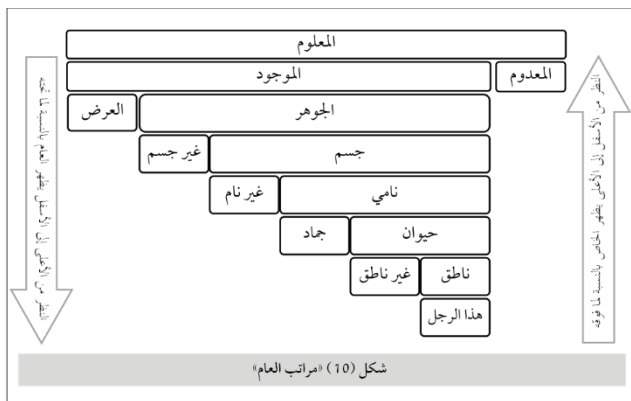 المعلوم
المعدوم
الموجود
الجوهر
العرض
جسم
غير جسم
نامي
غير نام
حيوان
جماد
ناطق
غير ناطق
هذا الرجل
النظر من الأسفل إلى الأعلى يظهر الخاص بالنسبة لما فوقه
النظر من الأعلى إلى الأسفل يظهر العام بالنسبة لما تحته
شكل (10) «مراتب العام»